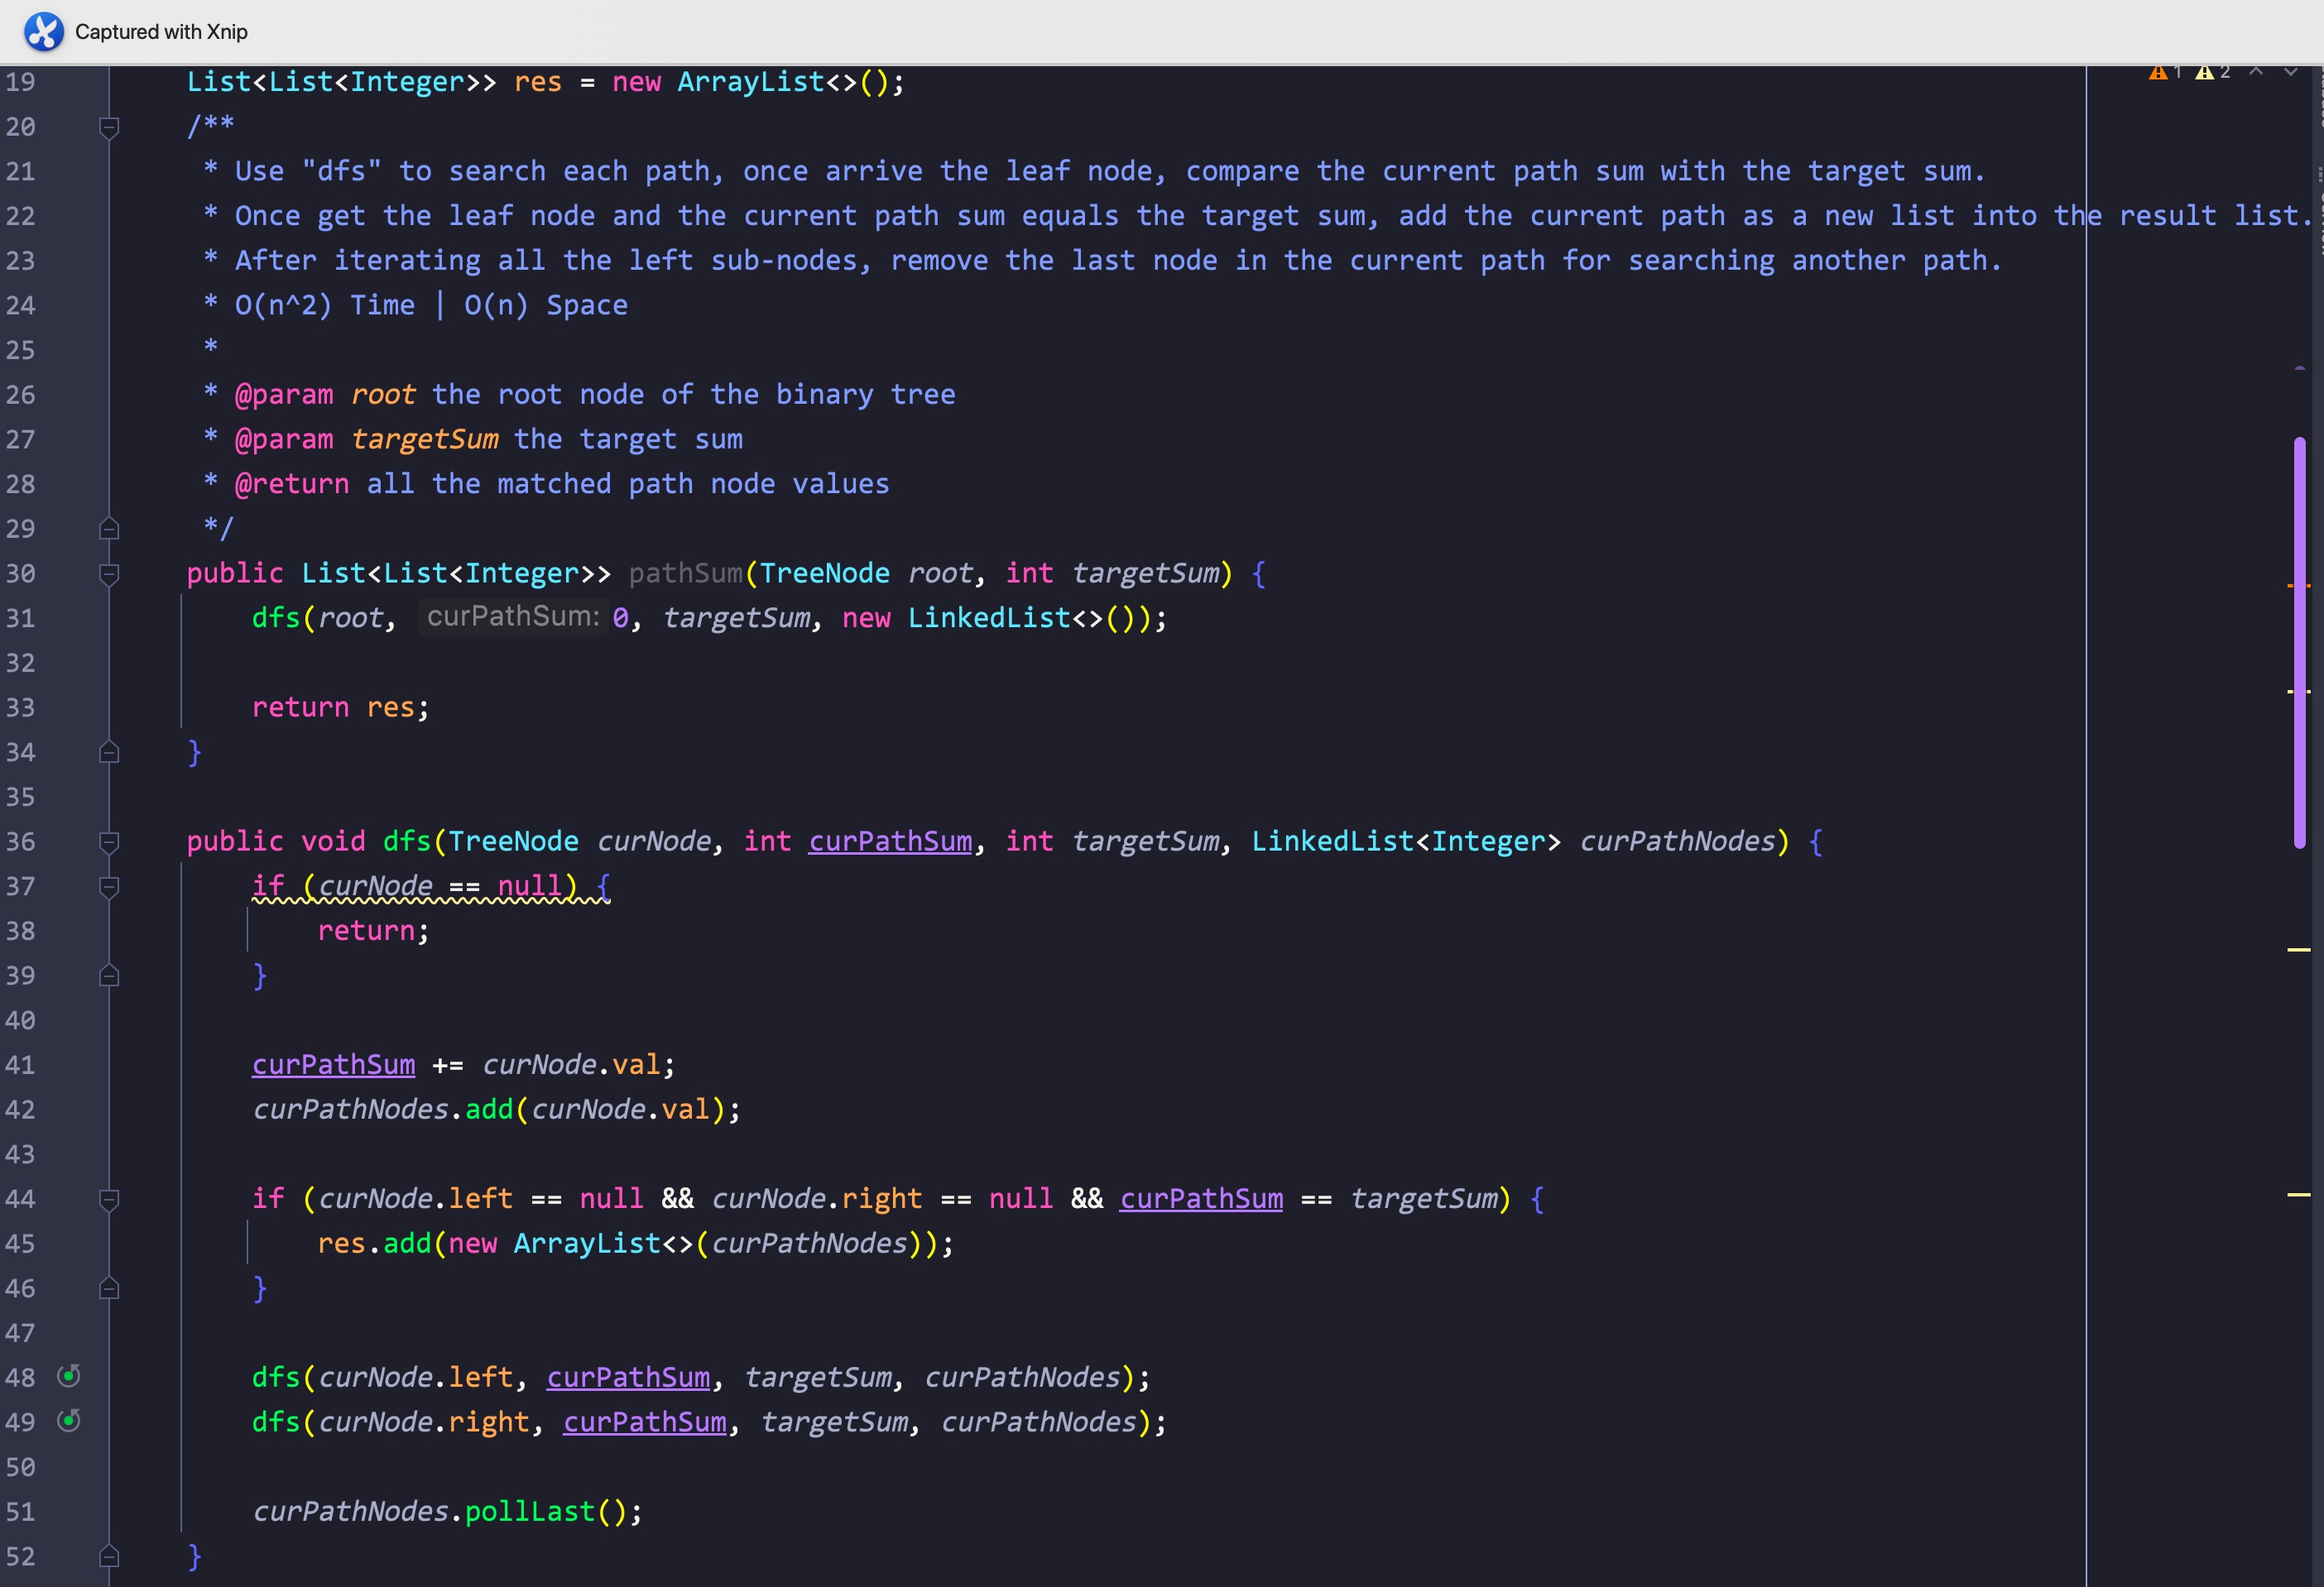 Captured with Xnip
1 2
19 List<List<Integer>> res = new ArrayList<>();
20 /**
21 * Use "dfs" to search each path, once arrive the leaf node, compare the current path sum with the target sum.
22 * Once get the leaf node and the current path sum equals the target sum, add the current path as a new list into the result list.
23 * After iterating all the left sub-nodes, remove the last node in the current path for searching another path.
24 * O(n^2) Time | O(n) Space
25 *
26 * @param root the root node of the binary tree
27 * @param targetSum the target sum
28 * @return all the matched path node values
29 */
30 public List<List<Integer>> pathSum(TreeNode root, int targetSum) {
31 dfs(root, curPathSum: 0, targetSum, new LinkedList<>());
32
33 return res;
34 }
35
36 public void dfs(TreeNode curNode, int curPathSum, int targetSum, LinkedList<Integer> curPathNodes) {
37 if (curNode == null) {
38 return;
39 }
40
41 curPathSum += curNode.val;
42 curPathNodes.add(curNode.val);
43
44 if (curNode.left == null && curNode.right == null && curPathSum == targetSum) {
45 res.add(new ArrayList<>(curPathNodes));
46 }
47
48 dfs(curNode.left, curPathSum, targetSum, curPathNodes);
49 dfs(curNode.right, curPathSum, targetSum, curPathNodes);
50
51 curPathNodes.pollLast();
52 }